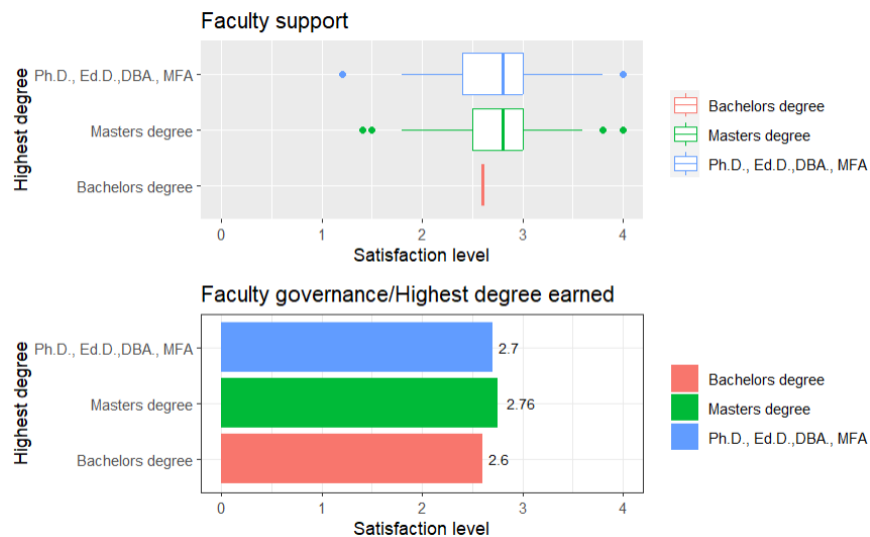 Faculty support
Highest degree
Ph.D., Ed.D.,DBA., MFA
Masters degree
Bachelors degree
0 1 2 3 4
Satisfaction level
Bachelors degree
Masters degree
Ph.D., Ed.D.,DBA., MFA
Faculty governance/Highest degree earned
Highest degree
Ph.D., Ed.D.,DBA., MFA
2.7
Masters degree
2.76
Bachelors degree
2.6
0 1 2 3 4
Satisfaction level
Bachelors degree
Masters degree
Ph.D., Ed.D.,DBA., MFA